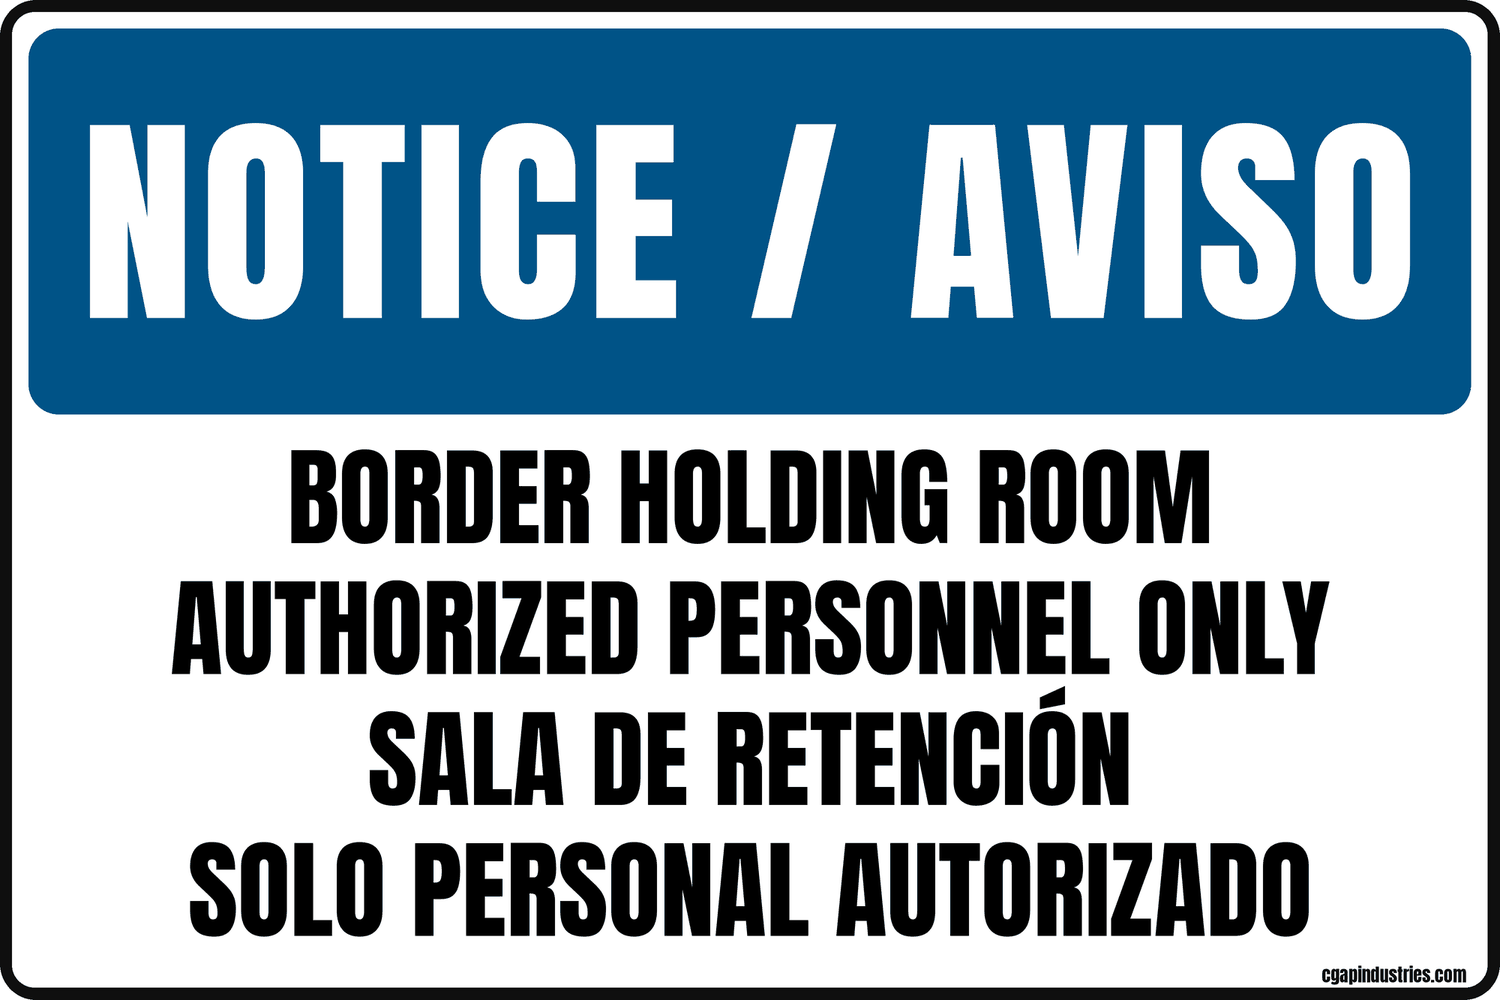 NOTICE / AVISO
BORDER HOLDING ROOM
AUTHORIZED PERSONNEL ONLY
SALA DE RETENCIÓN
SOLO PERSONAL AUTORIZADO
cgapindustries.com